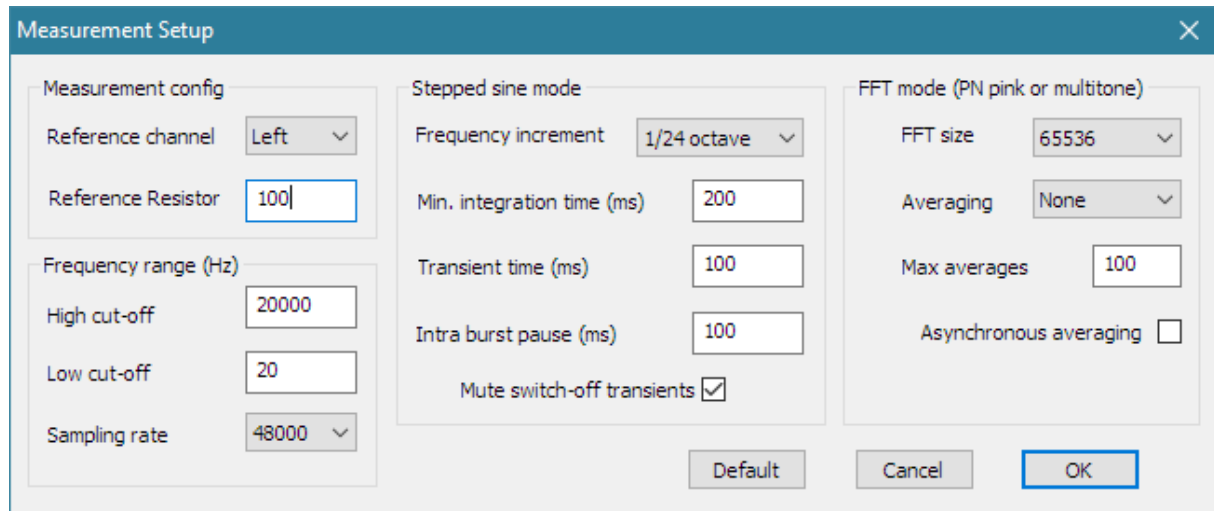 Measurement Setup
Measurement config
Reference channel Left
Reference Resistor 100
Frequency range (Hz)
High cut-off 20000
Low cut-off 20
Sampling rate 48000
Stepped sine mode
Frequency increment 1/24 octave
Min. integration time (ms) 200
Transient time (ms) 100
Intra burst pause (ms) 100
Mute switch-off transients
FFT mode (PN pink or multitone)
FFT size 65536
Averaging None
Max averages 100
Asynchronous averaging
Default Cancel OK